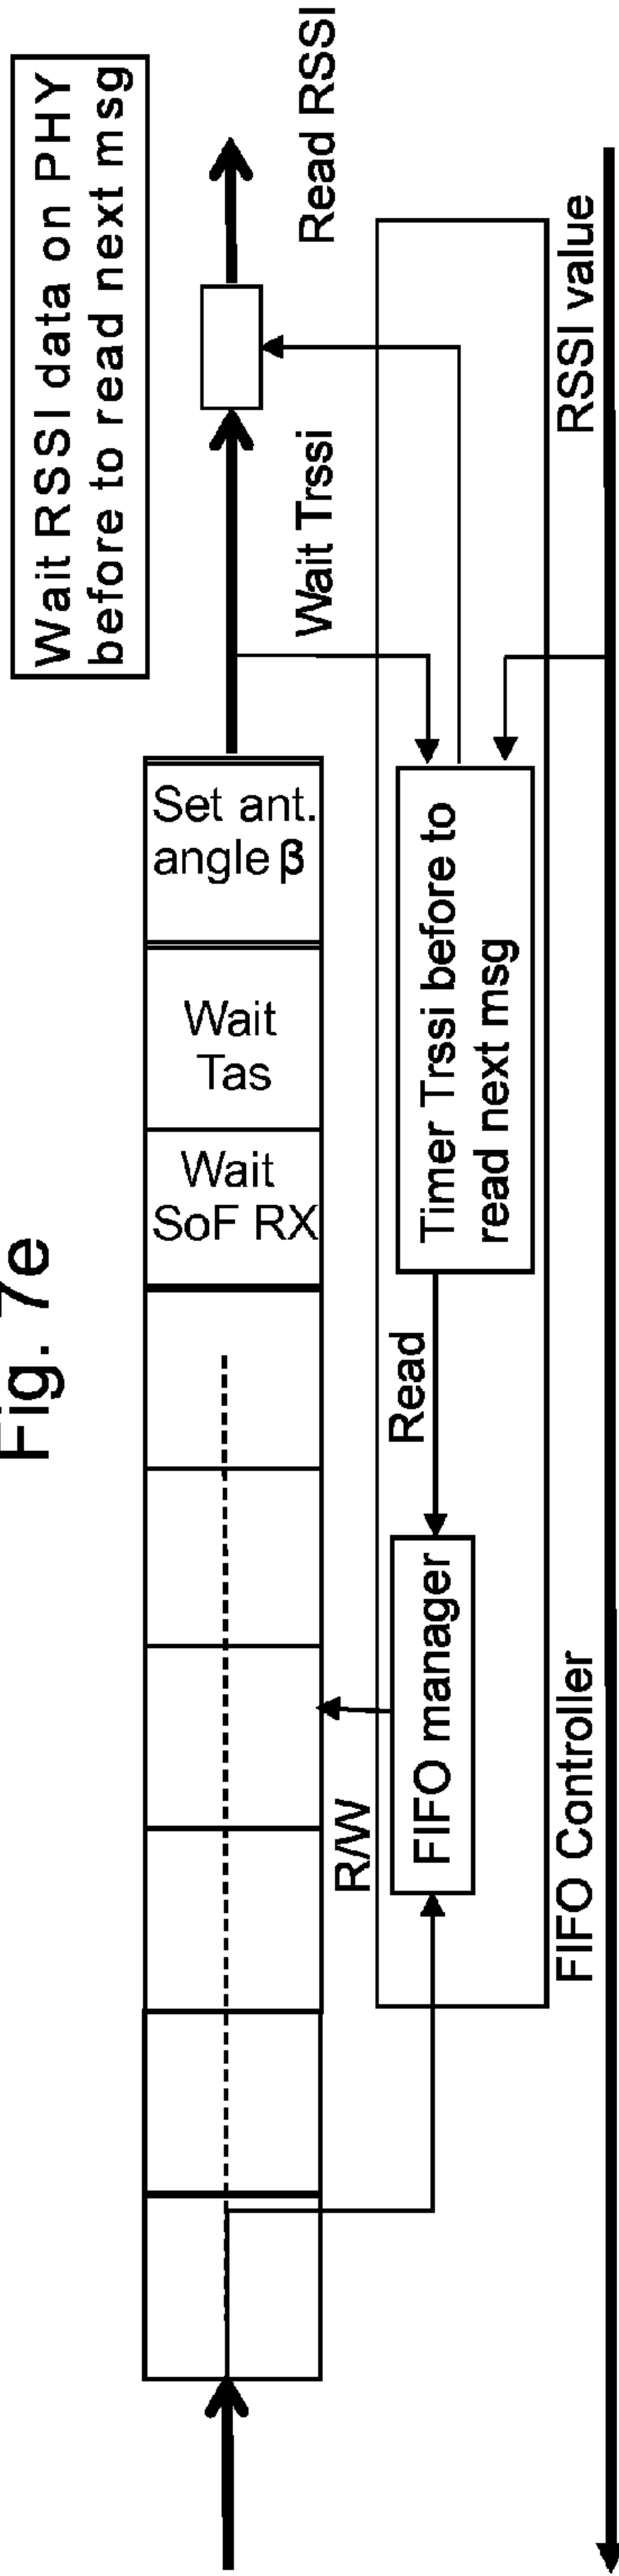 Fig. 7e
Wait RSSI data on PHY
before to read next msg
Set ant.
angle β
Wait
Tas
Wait
SoF RX
Wait Trssi
Read RSSI
R/W
FIFO manager
Read
Timer Trssi before to
read next msg
FIFO Controller
RSSI value